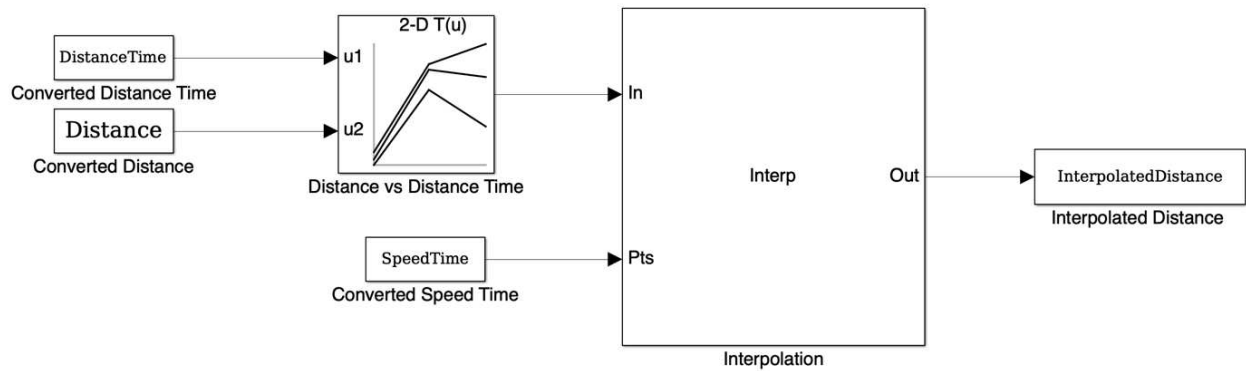 2-D T(u)
DistanceTime
u1
Converted Distance Time
Distance
u2
Converted Distance
Distance vs Distance Time
In
Interp
Out
InterpolatedDistance
Interpolated Distance
SpeedTime
Pts
Converted Speed Time
Interpolation